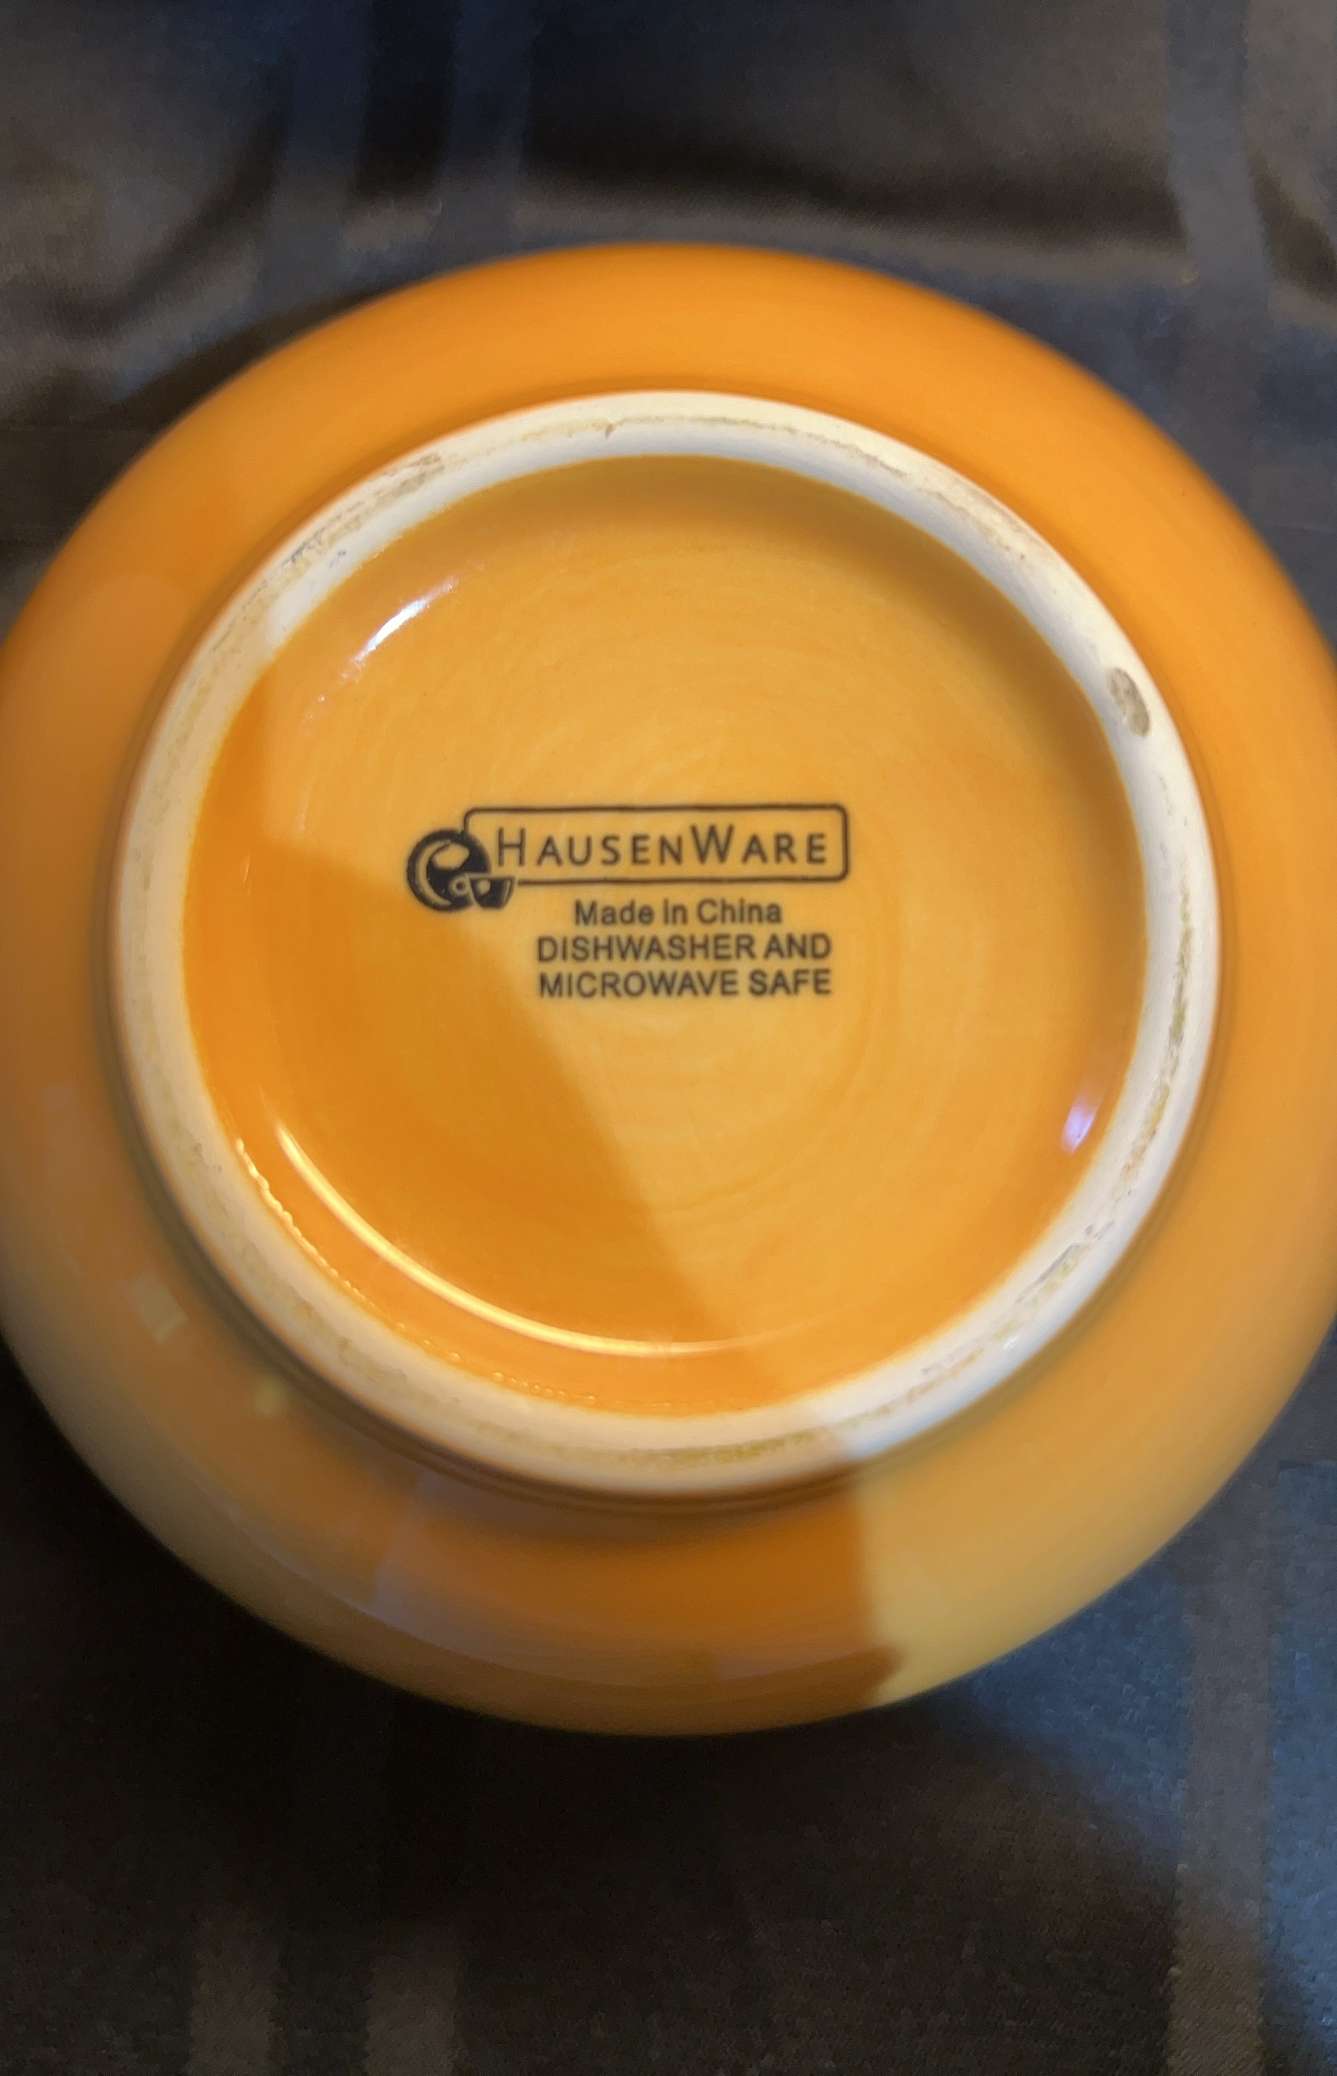 HAUSENWARE
Made in China
DISHWASHER AND
MICROWAVE SAFE